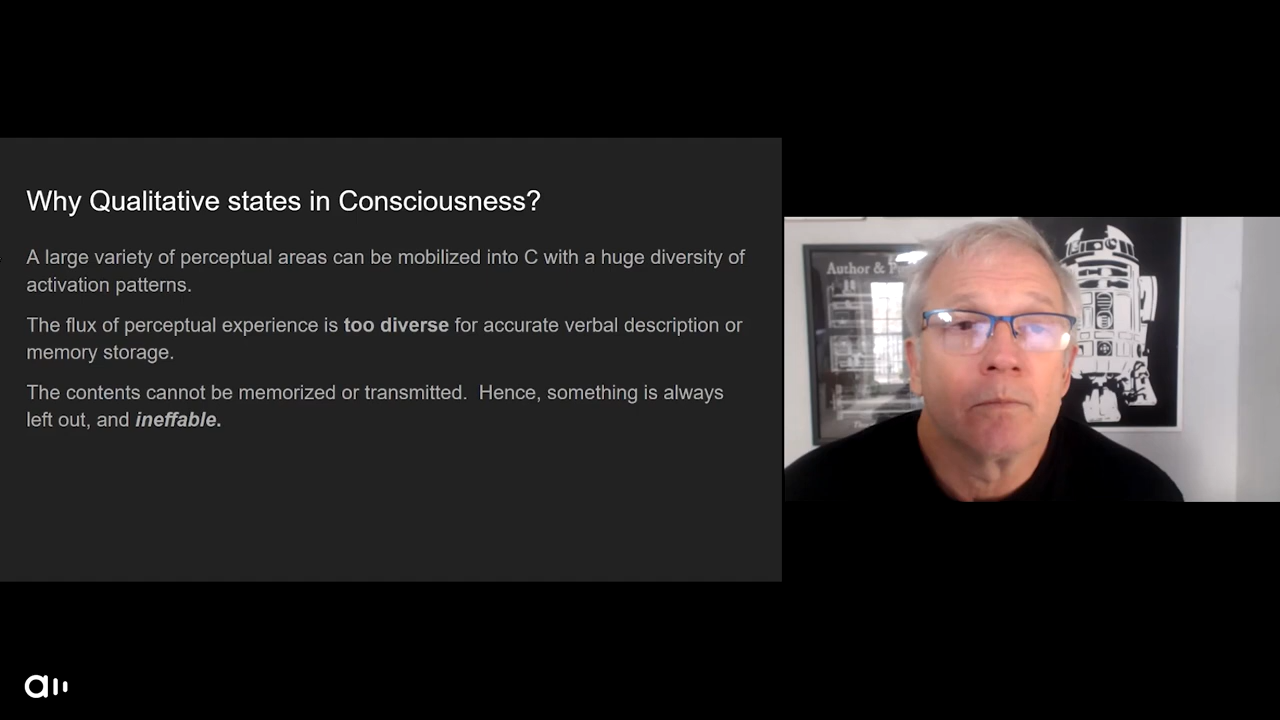 Why Qualitative states in Consciousness?
A large variety of perceptual areas can be mobilized into C with a huge diversity of
activation patterns.
The flux of perceptual experience is too diverse for accurate verbal description or
memory storage.
The contents cannot be memorized or transmitted.  Hence, something is always
left out, and ineffable.
Author &